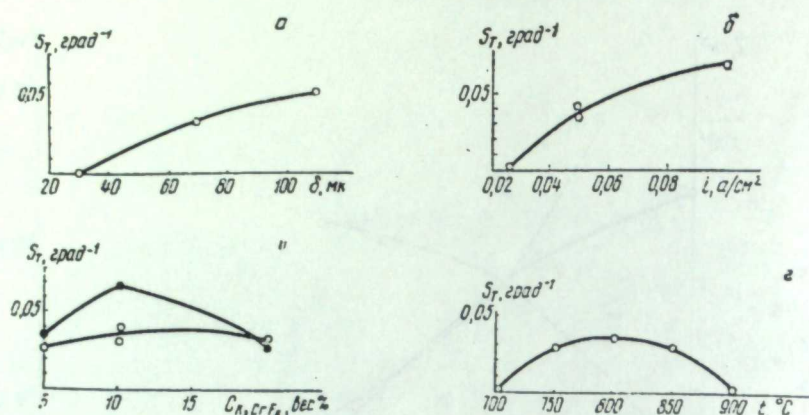 а
S_T, град⁻¹
0,05
20 40 60 80 100 δ, мк
б
S_T, град⁻¹
0,05
0,02 0,04 0,06 0,08 i, а/см²
S_T, град⁻¹
0,05
5 10 15 , вес%
г
S_T, град⁻¹
0,05
700 750 800 850 900 t °C